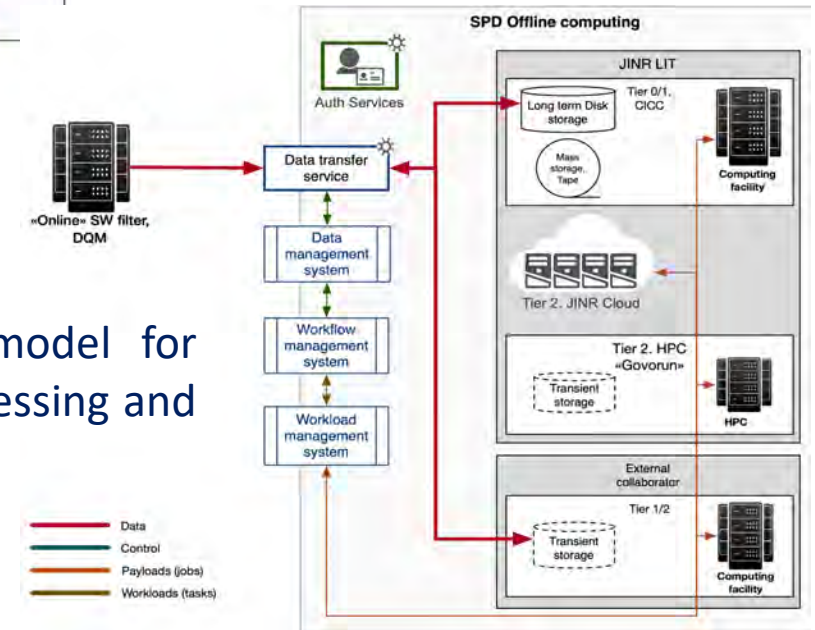 SPD Offline computing
Auth Services
«Online» SW filter,
DQM
Data transfer
service
Data
management
system
Workflow
management
system
Workload
management
system
JINR LIT
Tier 0/1.
CICC
Long term Disk
storage
Mass
storage,
Tape
Computing
facility
Tier 2. JINR Cloud
Tier 2. HPC
«Govorun»
Transient
storage
HPC
External
collaborator
Tier 1/2
Transient
storage
Computing
facility
model for
essing and
Data
Control
Payloads (jobs)
Workloads (tasks)